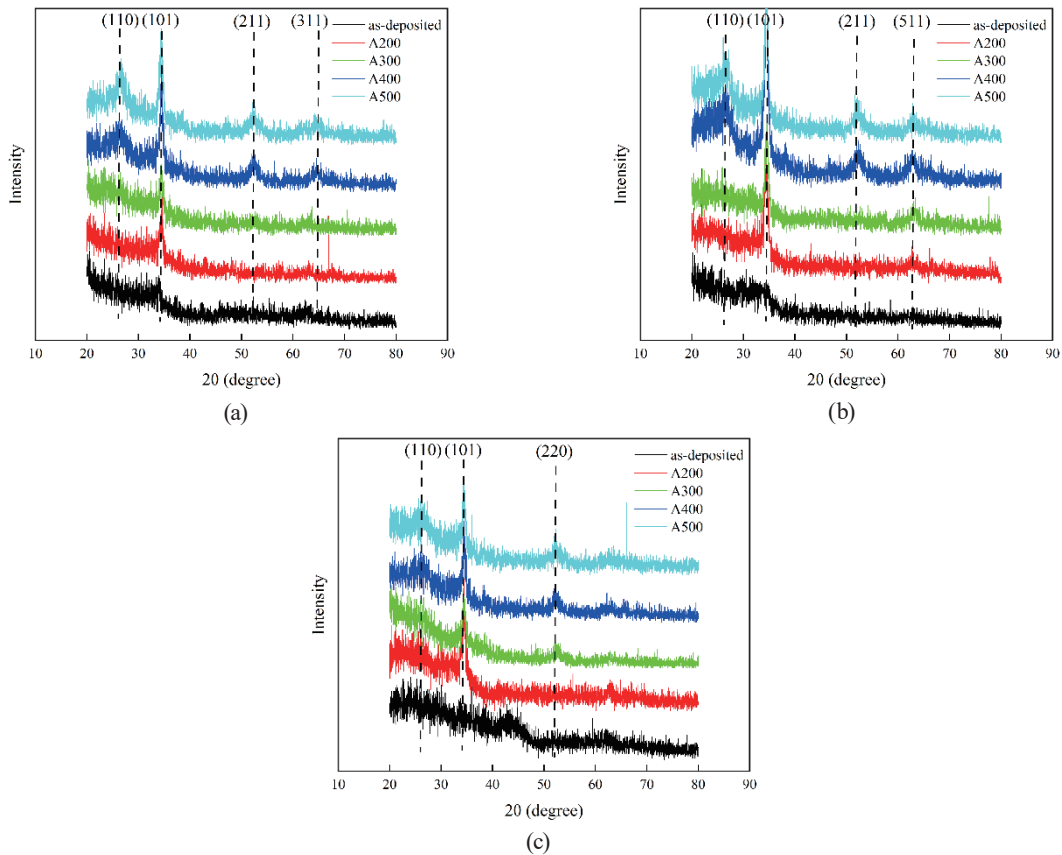 (110) (101) (211) (311)
as-deposited
A200
A300
A400
A500
Intensity
10 20 30 40 50 60 70 80 90
20 (degree)
(a)
(110) (101) (211) (511)
as-deposited
A200
A300
A400
A500
Intensity
10 20 30 40 50 60 70 80 90
20 (degree)
(b)
(110) (101) (220)
as-deposited
A200
A300
A400
A500
Intensity
10 20 30 40 50 60 70 80 90
20 (degree)
(c)